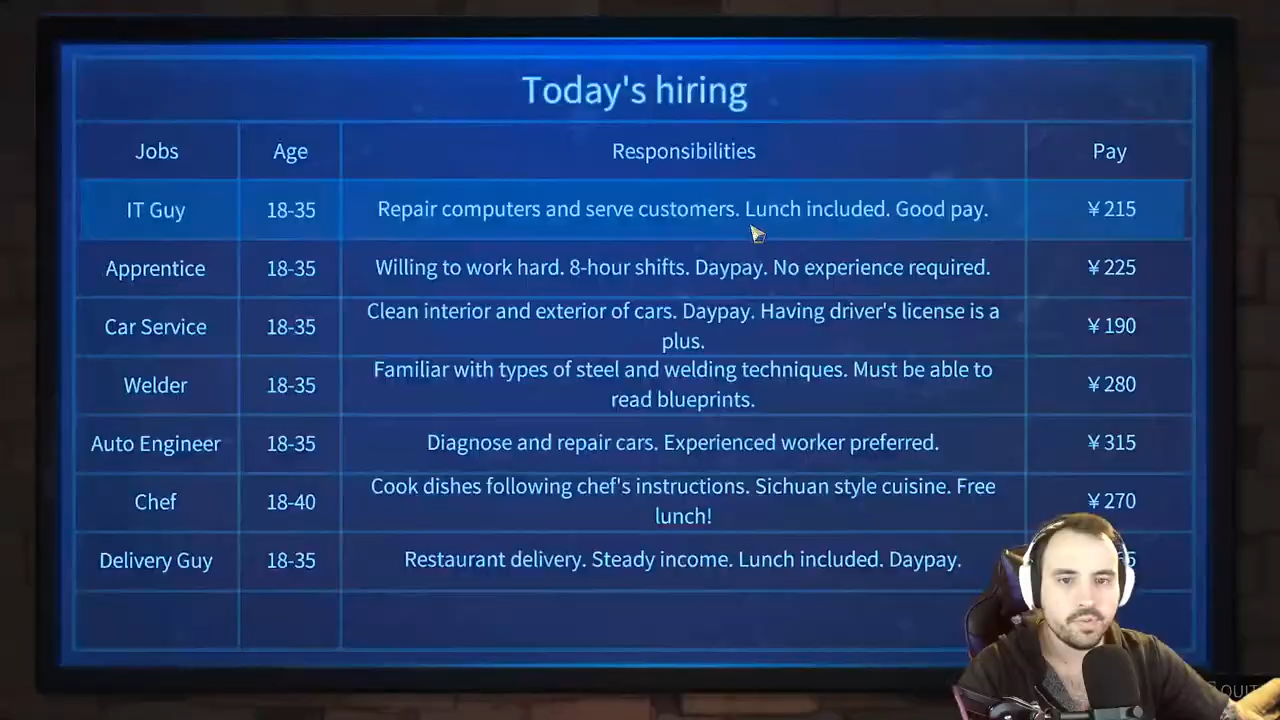 Today's hiring
Jobs Age Responsibilities Pay
IT Guy 18-35 Repair computers and serve customers. Lunch included. Good pay. ¥215
Apprentice 18-35 Willing to work hard. 8-hour shifts. Daypay. No experience required. ¥225
Car Service 18-35 Clean interior and exterior of cars. Daypay. Having driver's license is a
plus. ¥190
Welder 18-35 Familiar with types of steel and welding techniques. Must be able to
read blueprints. ¥280
Auto Engineer 18-35 Diagnose and repair cars. Experienced worker preferred. ¥315
Chef 18-40 Cook dishes following chef's instructions. Sichuan style cuisine. Free
lunch! ¥270
Delivery Guy 18-35 Restaurant delivery. Steady income. Lunch included. Daypay.
QUIT